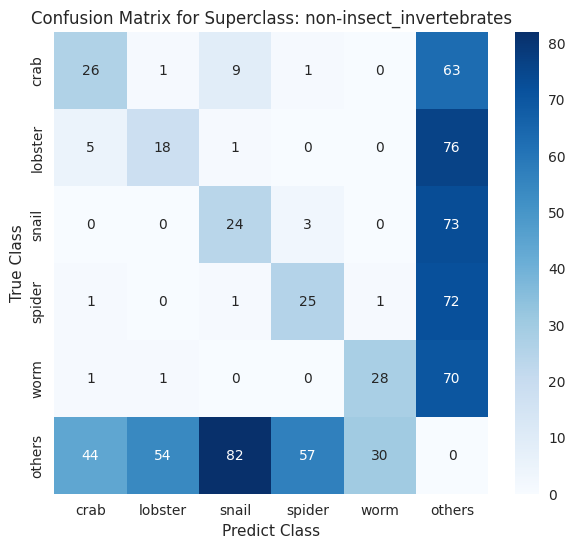 Confusion Matrix for Superclass: non-insect_invertebrates
True Class
crab 26 1 9 1 0 63
lobster 5 18 1 0 0 76
snail 0 0 24 3 0 73
spider 1 0 1 25 1 72
worm 1 1 0 0 28 70
others 44 54 82 57 30 0
crab lobster snail spider worm others
Predict Class
80
70
60
50
40
30
20
10
0